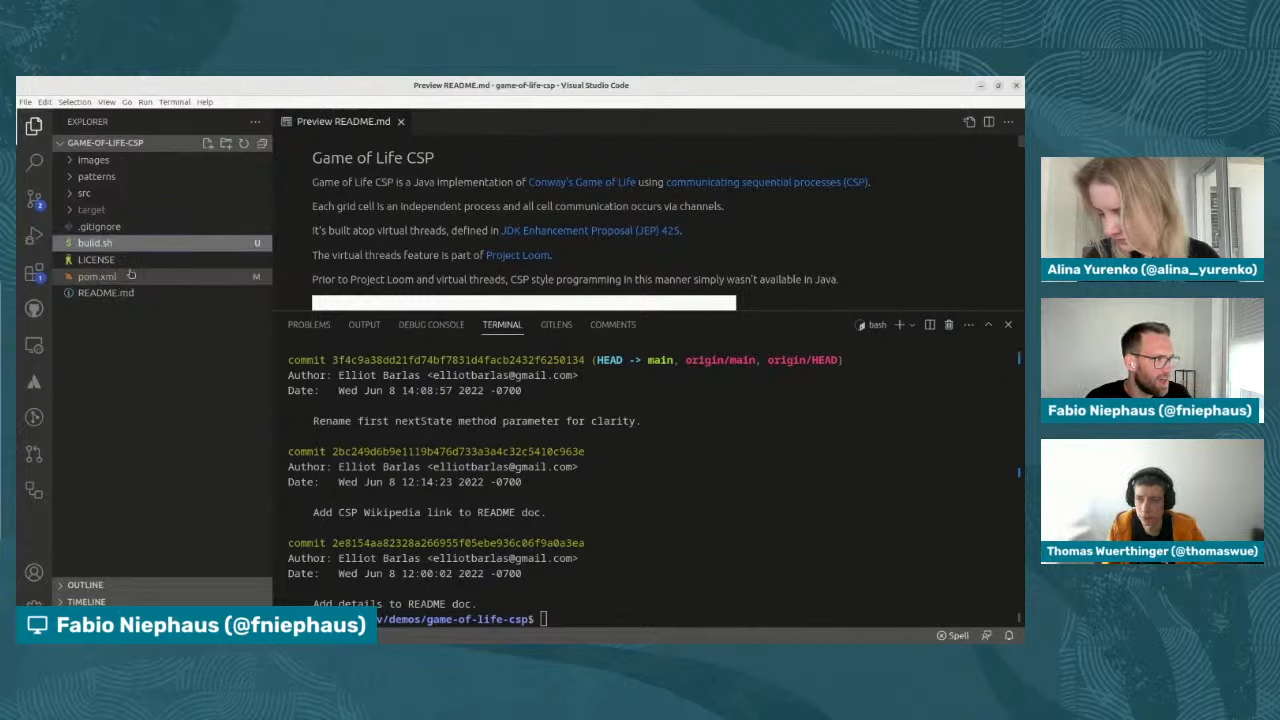 Preview README.md - game-of-life-csp - Visual Studio Code
File Edit Selection View Go Run Terminal Help
EXPLORER
GAME-OF-LIFE-CSP
images
patterns
src
target
.gitignore
$ build.sh U
LICENSE
pom.xml M
README.md
OUTLINE
TIMELINE
2
1
Preview README.md
Game of Life CSP
Game of Life CSP is a Java implementation of Conway's Game of Life using communicating sequential processes (CSP).
Each grid cell is an independent process and all cell communication occurs via channels.
It's built atop virtual threads, defined in JDK Enhancement Proposal (JEP) 425.
The virtual threads feature is part of Project Loom.
Prior to Project Loom and virtual threads, CSP style programming in this manner simply wasn't available in Java.
PROBLEMS OUTPUT DEBUG CONSOLE TERMINAL GITLENS COMMENTS
bash
commit 3f4c9a38dd21fd74bf7831d4facb2432f6250134 (HEAD -> main, origin/main, origin/HEAD)
Author: Elliot Barlas <elliotbarlas@gmail.com>
Date: Wed Jun 8 14:08:57 2022 -0700
Rename first nextState method parameter for clarity.
commit 2bc249d6b9e1119b476d733a3a4c32c5410c963e
Author: Elliot Barlas <elliotbarlas@gmail.com>
Date: Wed Jun 8 12:14:23 2022 -0700
Add CSP Wikipedia link to README doc.
commit 2e8154aa82328a266955f05ebe936c06f9a0a3ea
Author: Elliot Barlas <elliotbarlas@gmail.com>
Date: Wed Jun 8 12:00:02 2022 -0700
Add details to README doc.
v/demos/game-of-life-csp$
Spell
Fabio Niephaus (@fniephaus)
Alina Yurenko (@alina_yurenko)
Fabio Niephaus (@fniephaus)
Thomas Wuerthinger (@thomaswue)